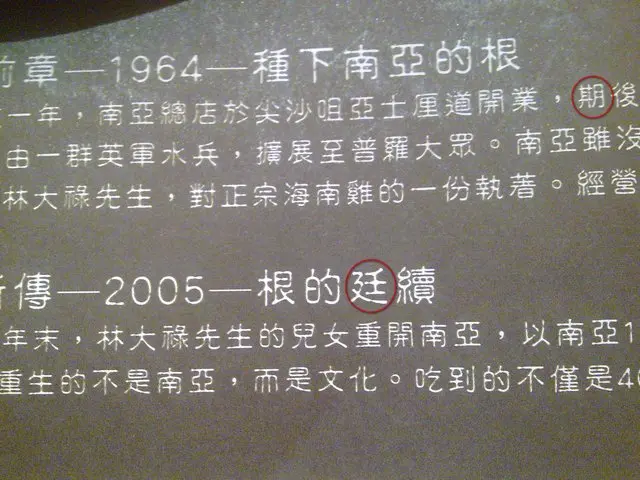 前章—1964—種下南亞的根
一年，南亞總店於尖沙咀亞士厘道開業，期後
由一群英軍水兵，擴展至普羅大眾。南亞雖沒
林大祿先生，對正宗海南雞的一份執著。經營
傳—2005—根的廷續
年末，林大祿先生的兒女重開南亞，以南亞1
重生的不是南亞，而是文化。吃到的不僅是40